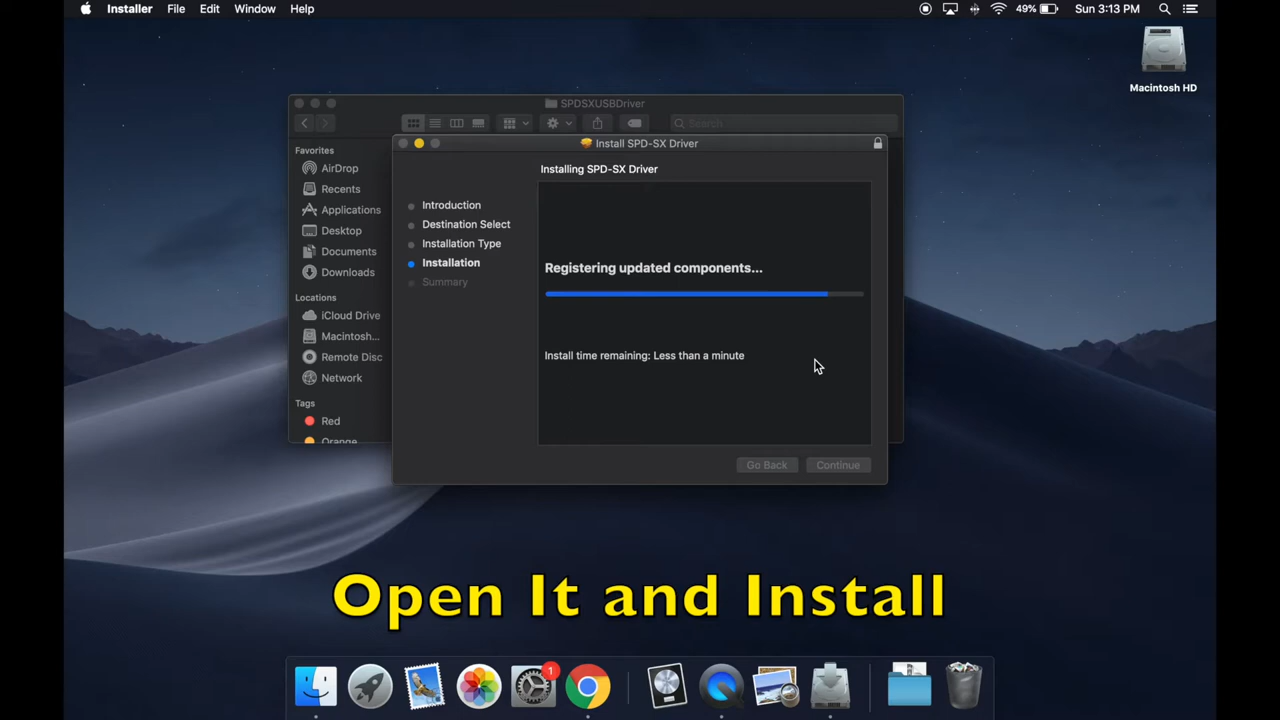 Installer File Edit Window Help 49% Sun 3:13 PM
Macintosh HD
SPDSXUSBDriver
Search
Install SPD-SX Driver
Favorites
AirDrop
Recents
Applications
Desktop
Documents
Downloads
Locations
iCloud Drive
Macintosh...
Remote Disc
Network
Tags
Red
Orange
Installing SPD-SX Driver
Introduction
Destination Select
Installation Type
Installation
Summary
Registering updated components...
Install time remaining: Less than a minute
Go Back Continue
Open It and Install
1